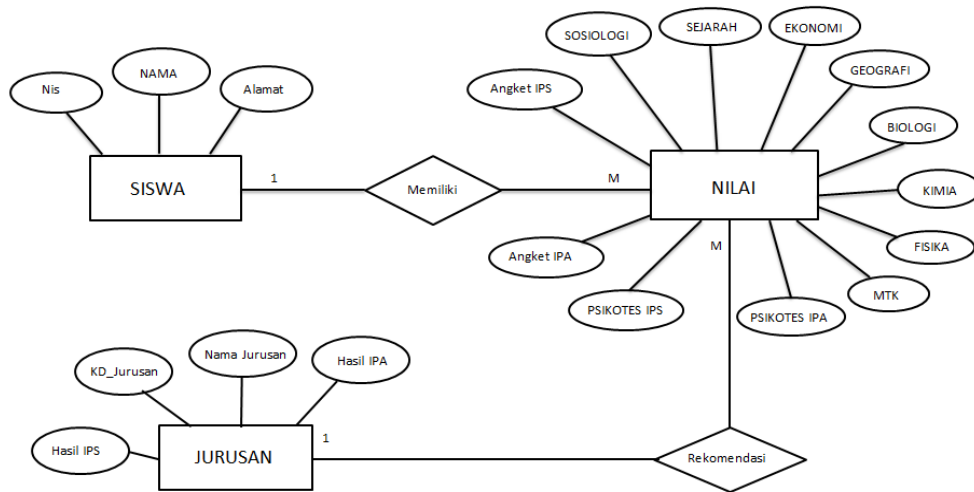 SOSIOLOGI
SEJARAH
EKONOMI
NAMA
GEOGRAFI
Nis
Alamat
Angket IPS
BIOLOGI
SISWA
1
Memiliki
M
NILAI
KIMIA
Angket IPA
M
FISIKA
MTK
PSIKOTES IPS
PSIKOTES IPA
Nama Jurusan
Hasil IPA
KD_Jurusan
1
Hasil IPS
JURUSAN
Rekomendasi